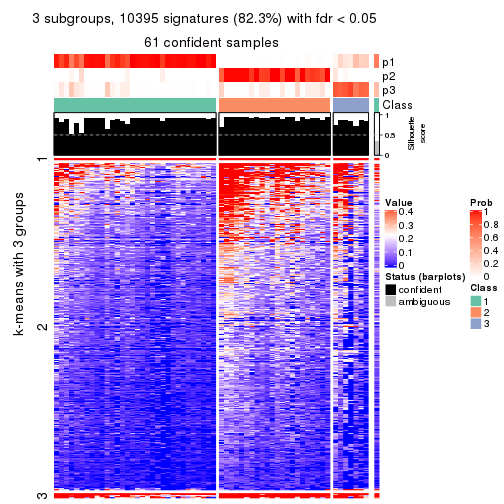 3 subgroups, 10395 signatures (82.3%) with fdr < 0.05
61 confident samples
p1
p2
p3
Class
1
0.5
0
Silhouette
score
k-means with 3 groups
1
2
3
Value
0.4
0.3
0.2
0.1
0
Status (barplots)
confident
ambiguous
Prob
1
0.8
0.6
0.4
0.2
0
Class
1
2
3